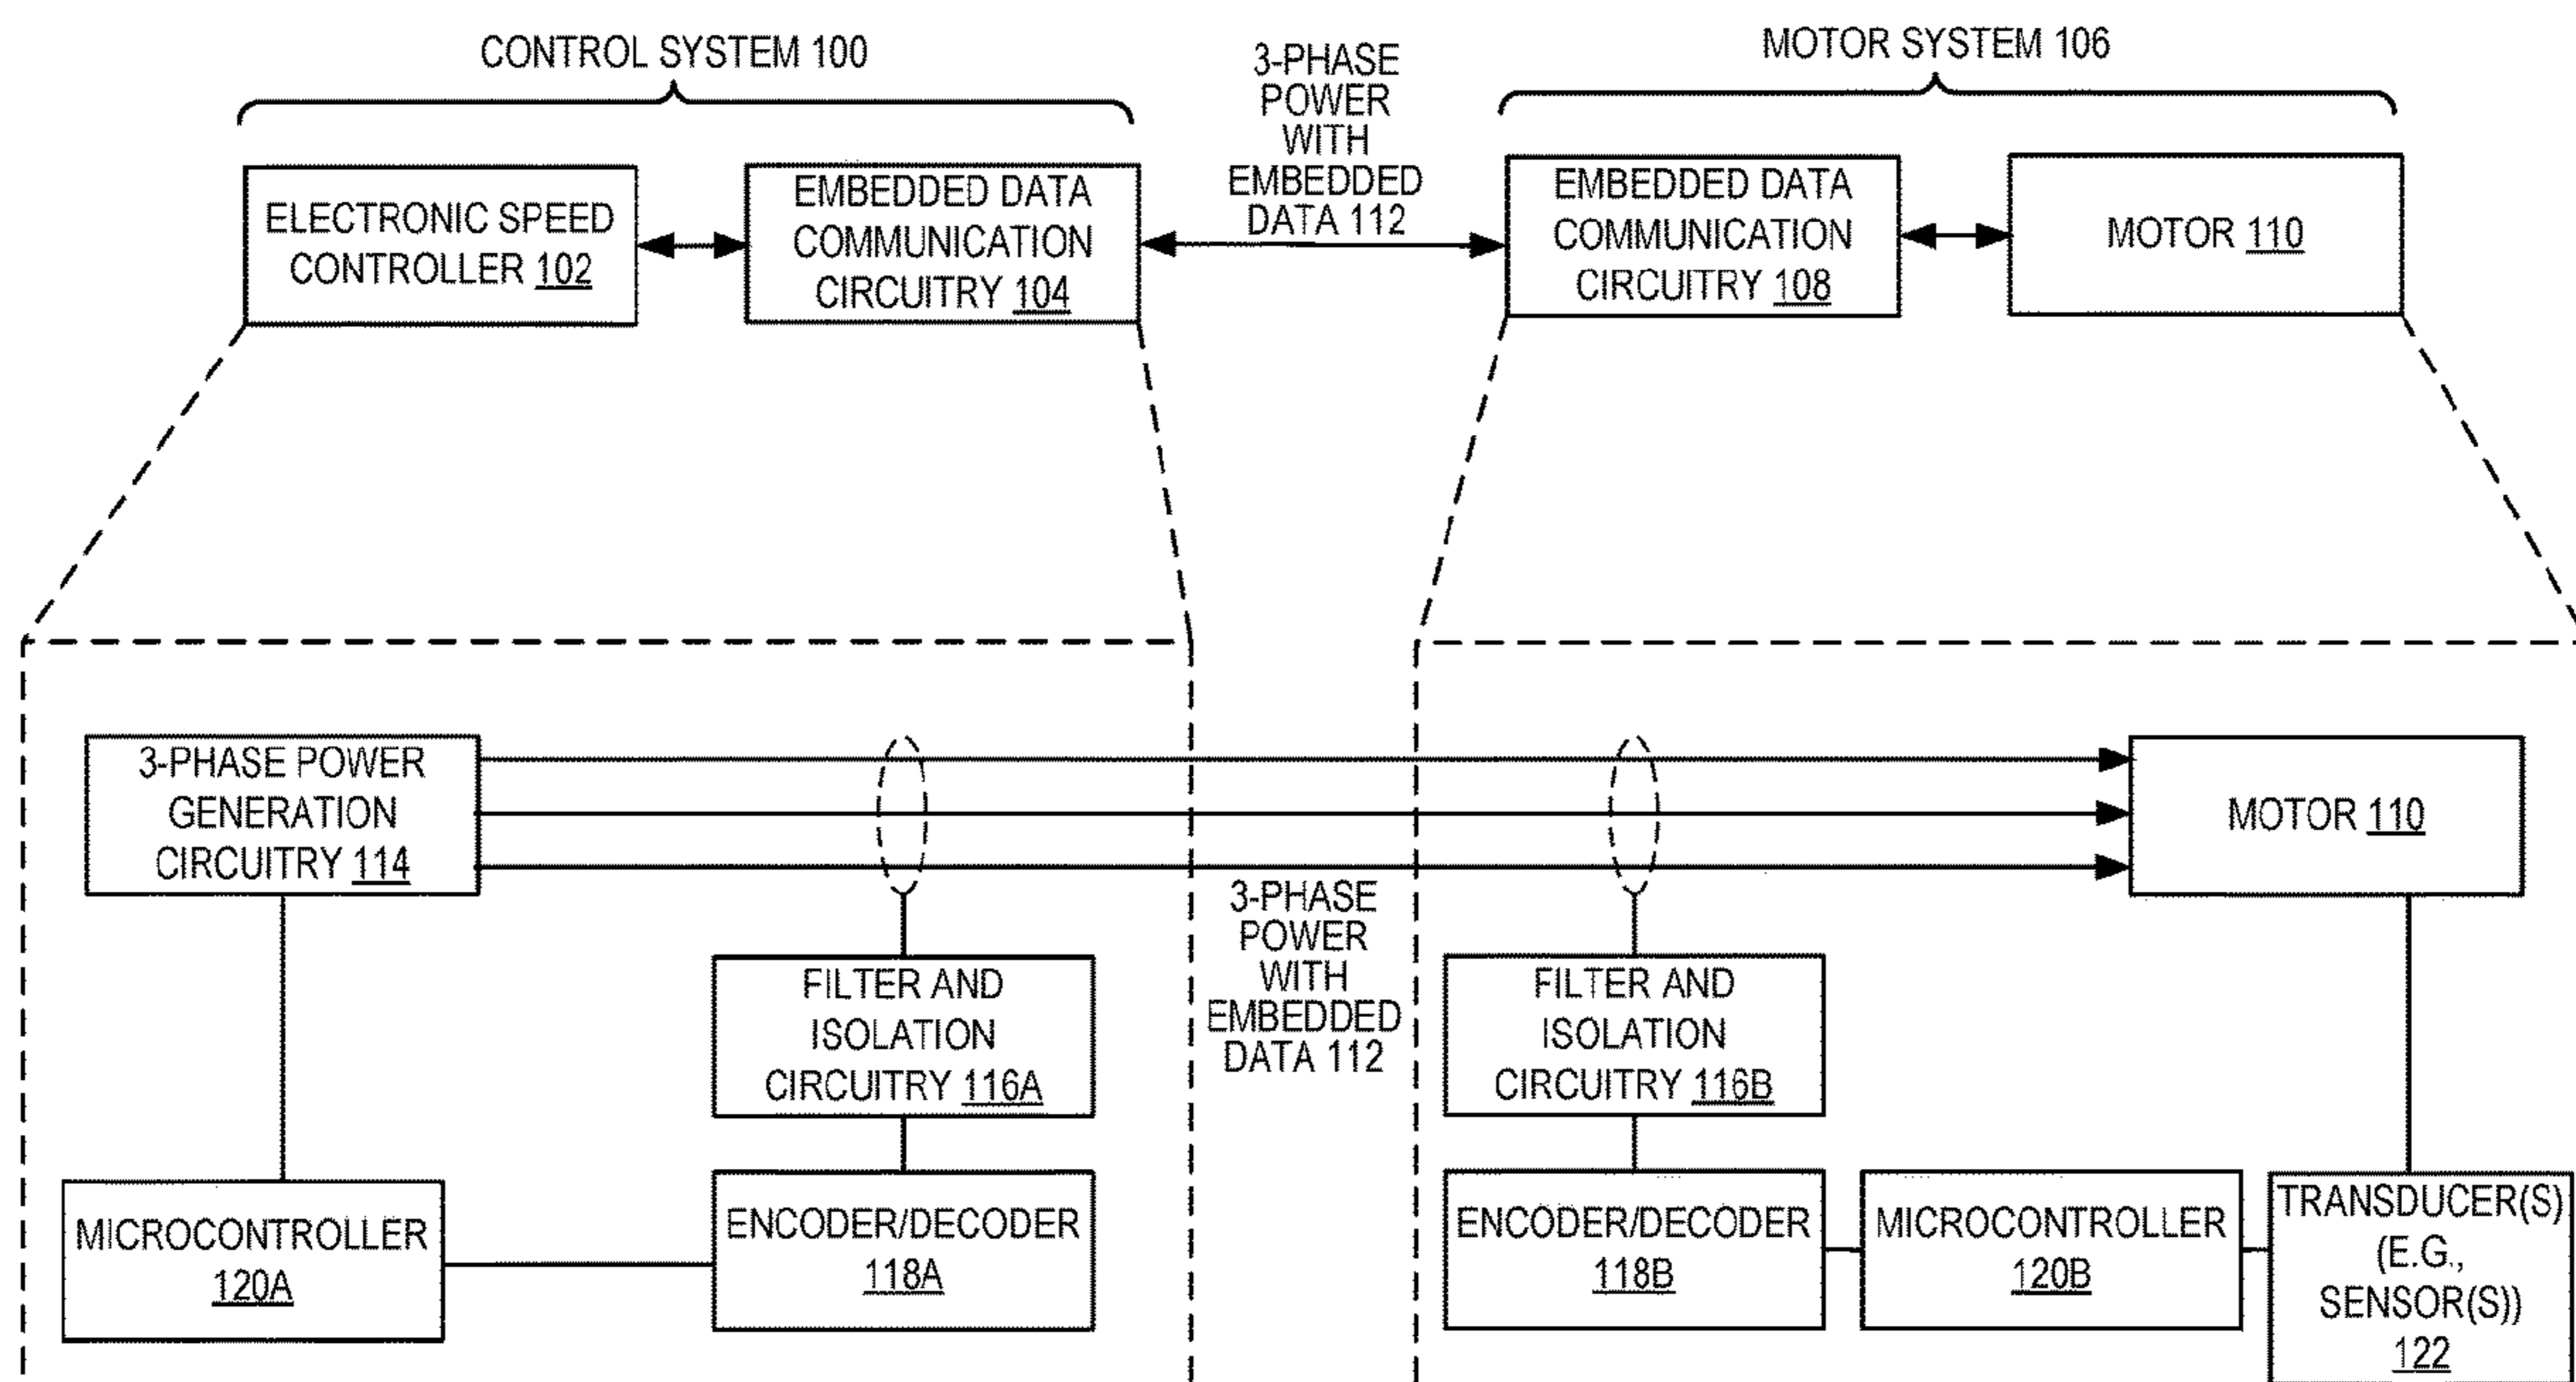 CONTROL SYSTEM 100
3-PHASE
POWER
WITH
EMBEDDED
DATA 112
MOTOR SYSTEM 106
ELECTRONIC SPEED
CONTROLLER 102
EMBEDDED DATA
COMMUNICATION
CIRCUITRY 104
EMBEDDED DATA
COMMUNICATION
CIRCUITRY 108
MOTOR 110
3-PHASE POWER
GENERATION
CIRCUITRY 114
MOTOR 110
3-PHASE
POWER
WITH
EMBEDDED
DATA 112
FILTER AND
ISOLATION
CIRCUITRY 116A
FILTER AND
ISOLATION
CIRCUITRY 116B
MICROCONTROLLER
120A
ENCODER/DECODER
118A
ENCODER/DECODER
118B
MICROCONTROLLER
120B
TRANSDUCER(S)
(E.G.,
SENSOR(S))
122